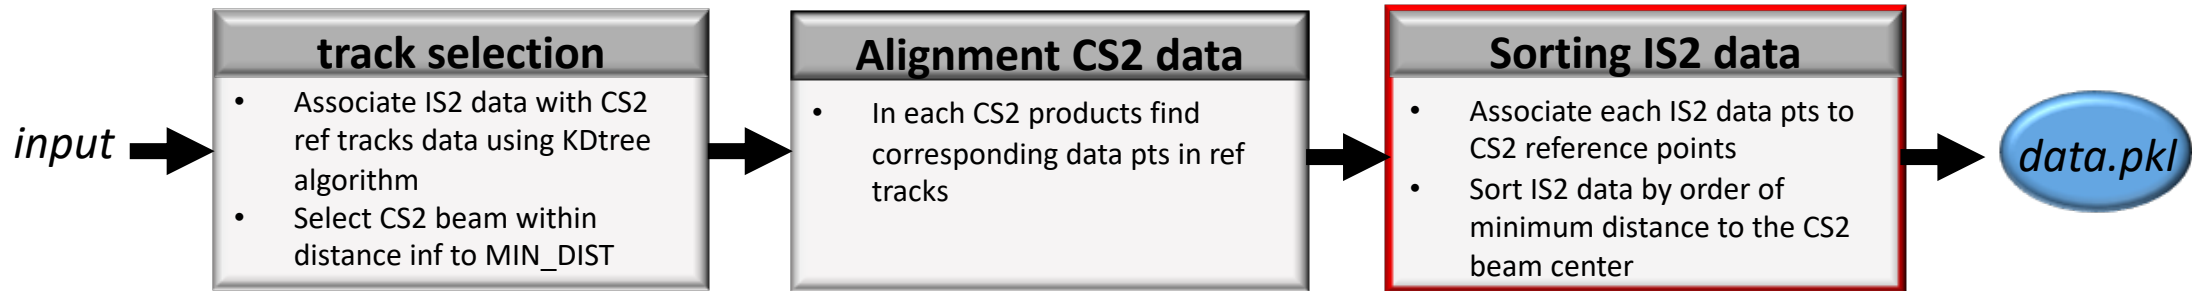 input
track selection
• Associate IS2 data with CS2
ref tracks data using KDtree
algorithm
• Select CS2 beam within
distance inf to MIN_DIST
Alignment CS2 data
• In each CS2 products find
corresponding data pts in ref
tracks
Sorting IS2 data
• Associate each IS2 data pts to
CS2 reference points
• Sort IS2 data by order of
minimum distance to the CS2
beam center
data.pkl